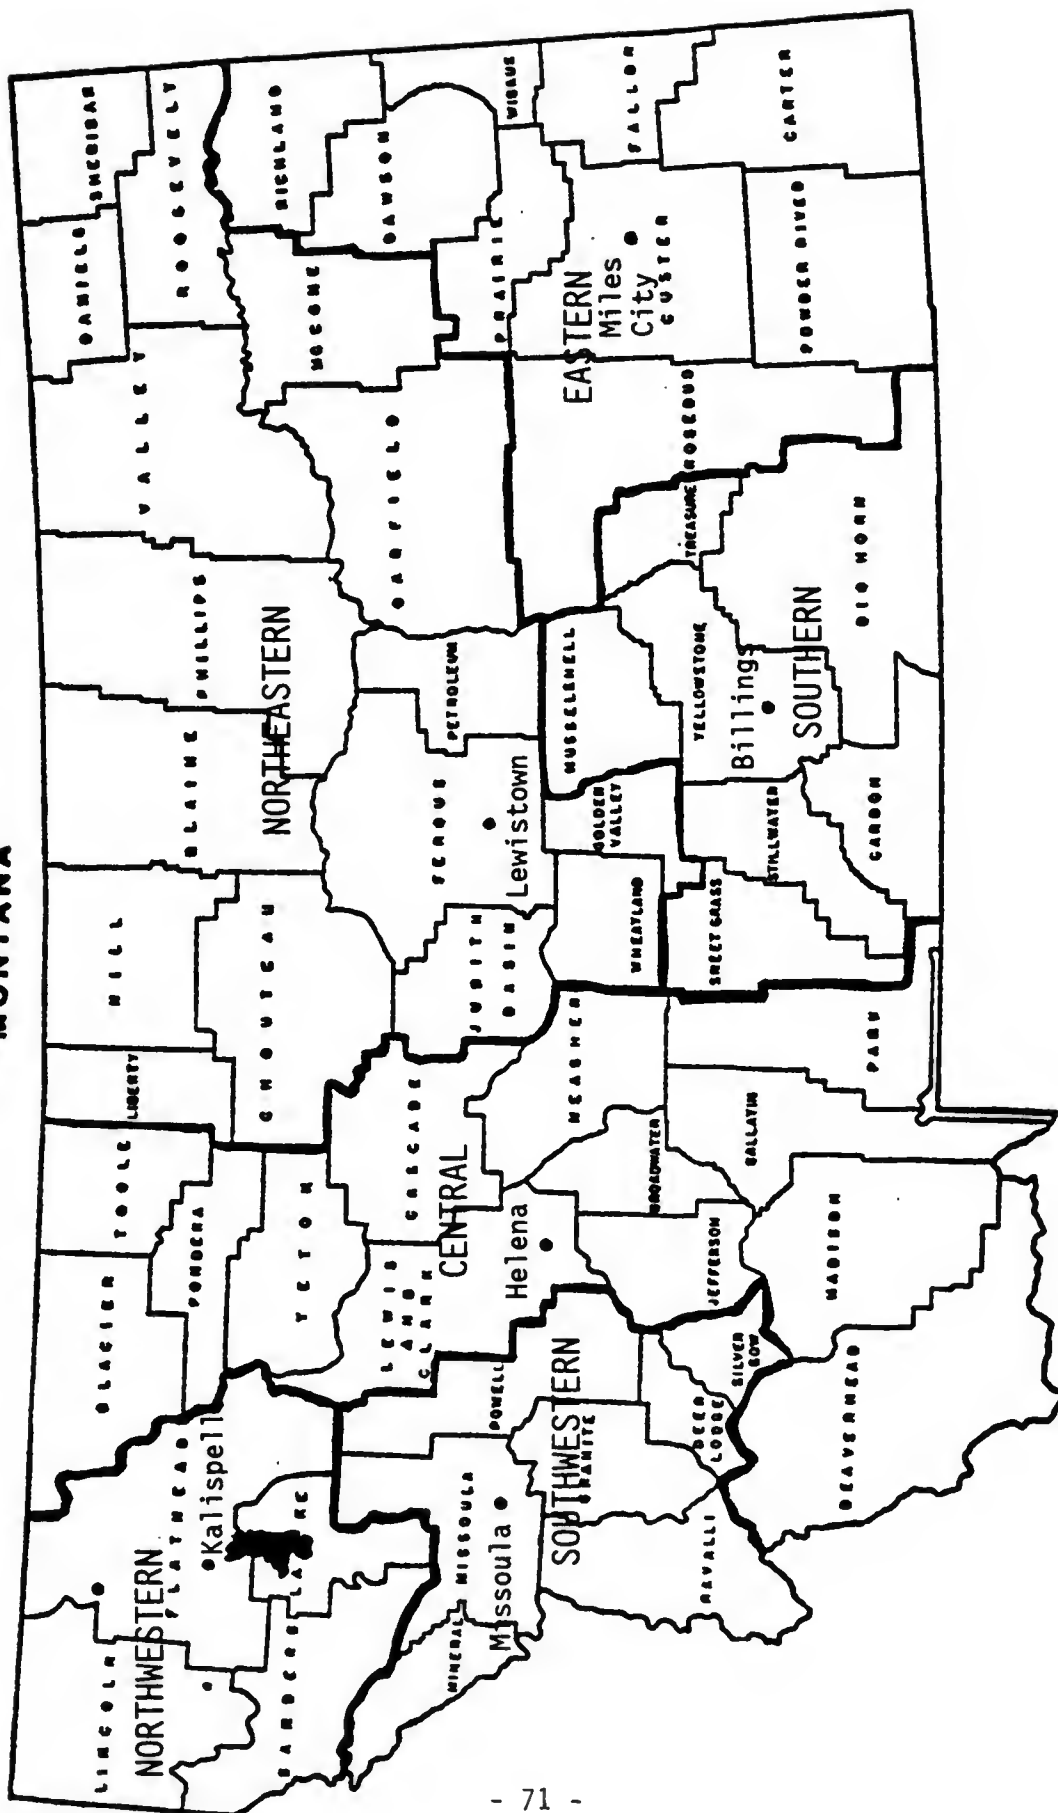 MONTANA
LINCOLN
NORTHWESTERN
FLATHEAD
Kalispell
SANDERS
LAKE
GLACIER
TOOLE
PONDERA
LIBERTY
HILL
BLAINE
PHILLIPS
VALLEY
DANIELS
SHERIDAN
ROOSEVELT
TETON
CHOUTEAU
NORTHEASTERN
RICHLAND
MCCONE
DAWSON
GARFIELD
LEWIS
AND
CLARK
CASCADE
CENTRAL
Helena
JUDITH
BASIN
FERGUS
Lewistown
PETROLEUM
PRAIRIE
WIBAUX
MINERAL
MISSOULA
Missoula
POWELL
SOUTHWESTERN
GRANITE
MEAGHER
WHEATLAND
GOLDEN
VALLEY
MUSSELSHELL
EASTERN
Miles
City
CUSTER
FALLON
RAVALLI
DEER
LODGE
SILVER
BOW
JEFFERSON
BROADWATER
GALLATIN
PARK
SWEET GRASS
STILLWATER
YELLOWSTONE
Billings
SOUTHERN
TREASURE
ROSEBUD
POWDER RIVER
CARTER
BEAVERHEAD
MADISON
CARBON
BIG HORN
- 71 -